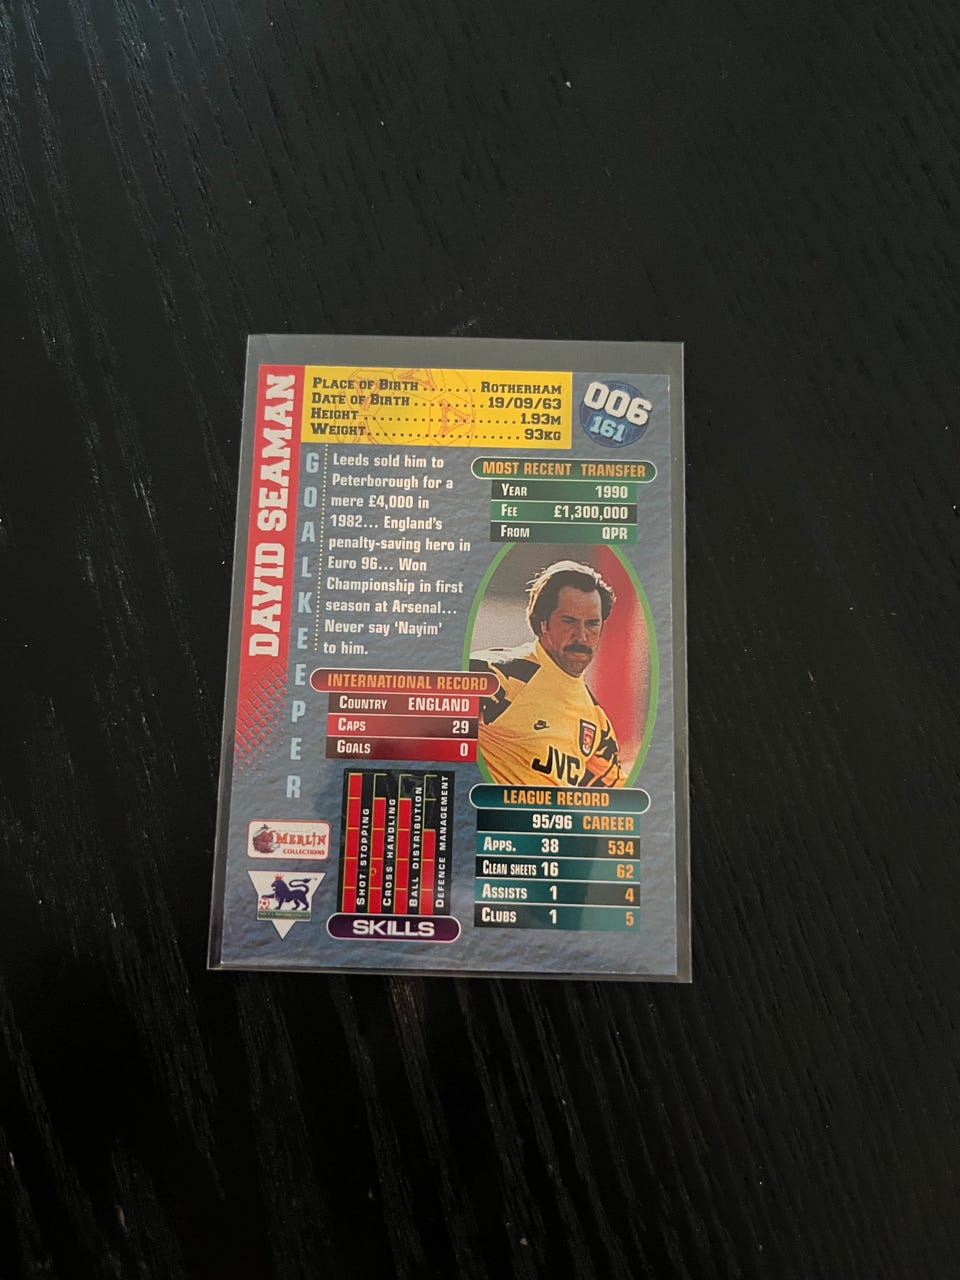 DAVID SEAMAN
GOALKEEPER
Place of Birth ....... Rotherham
Date of Birth ......... 19/09/63
Height ....................... 1.93m
Weight ....................... 93kg
006
161
Leeds sold him to
Peterborough for a
mere £4,000 in
1982... England's
penalty-saving hero in
Euro 96... Won
Championship in first
season at Arsenal...
Never say 'Nayim'
to him.
MOST RECENT TRANSFER
Year 1990
Fee £1,300,000
From QPR
JVC
INTERNATIONAL RECORD
Country ENGLAND
Caps 29
Goals 0
SHOT STOPPING
CROSS HANDLING
BALL DISTRIBUTION
DEFENCE MANAGEMENT
SKILLS
LEAGUE RECORD
95/96 CAREER
Apps. 38 534
Clean sheets 16 62
Assists 1 4
Clubs 1 5
MERLIN
COLLECTIONS